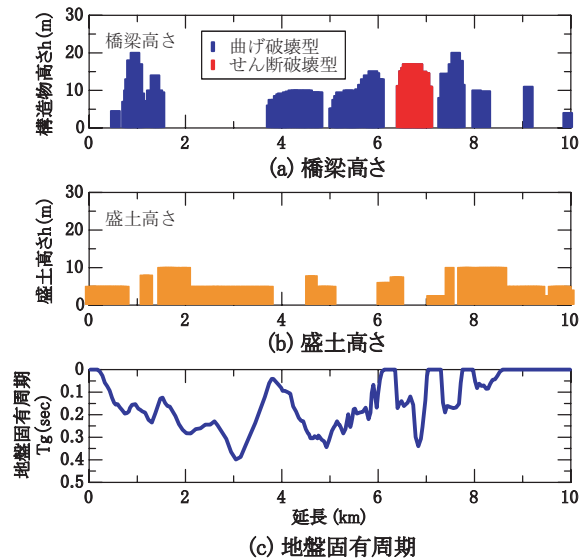 30
20
10
0
構造物高さh(m)
橋梁高さ
曲げ破壊型
せん断破壊型
0 2 4 6 8 10
(a) 橋梁高さ
30
20
10
0
盛土高さh(m)
盛土高さ
0 2 4 6 8 10
(b) 盛土高さ
0
0.1
0.2
0.3
0.4
0.5
地盤固有周期
Tg(sec)
0 2 4 6 8 10
延長 (km)
(c) 地盤固有周期